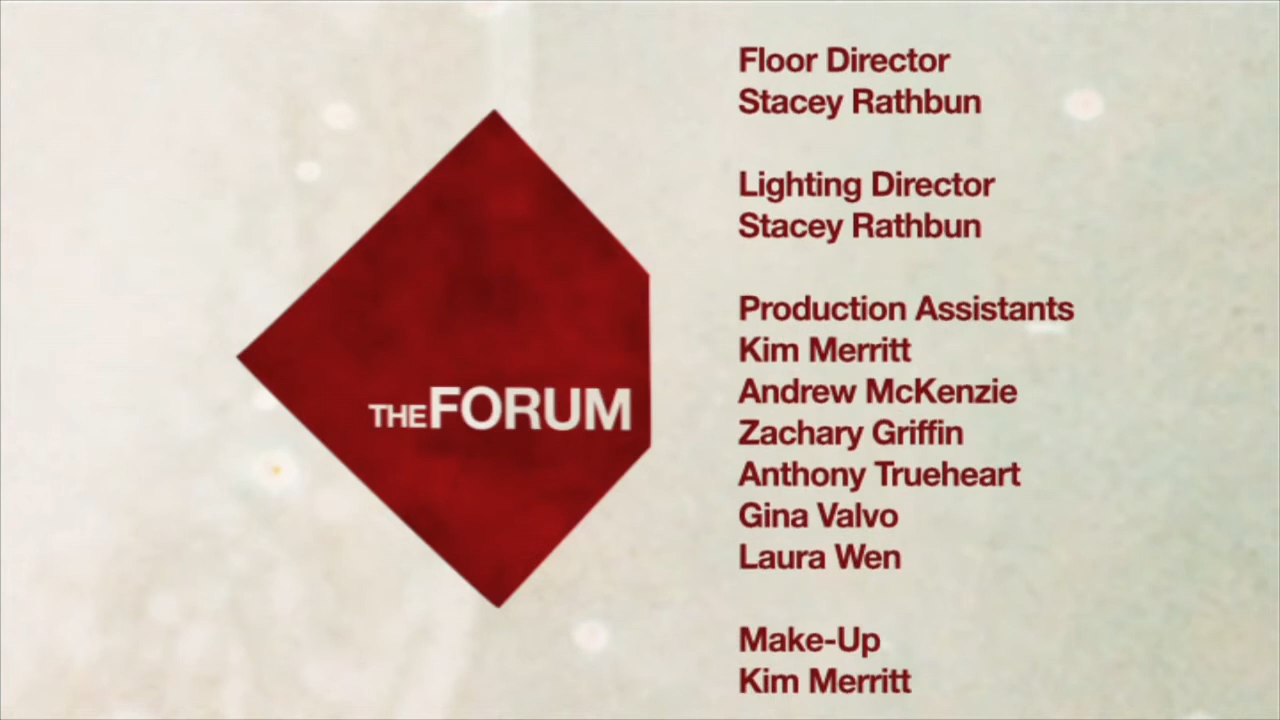 THE FORUM
Floor Director
Stacey Rathbun
Lighting Director
Stacey Rathbun
Production Assistants
Kim Merritt
Andrew McKenzie
Zachary Griffin
Anthony Trueheart
Gina Valvo
Laura Wen
Make-Up
Kim Merritt